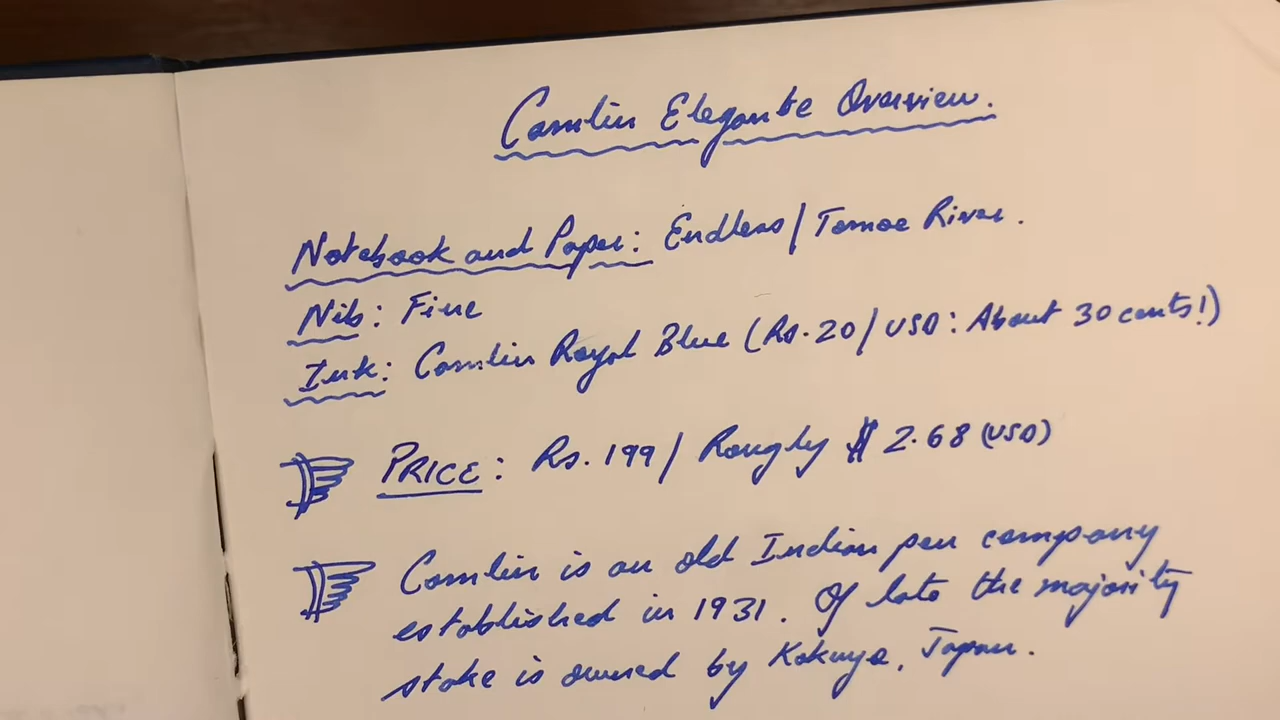 Camlin Elegante Overview.
Notebook and Paper: Endless/Tomoe River.
Nib: Fine
Ink: Camlin Royal Blue (Rs.20/USD: About 30 cents!)
PRICE: Rs.199/ Roughly $2.68 (USD)
Camlin is an old Indian pen company
established in 1931. Of late the majority
stake is owned by Kokuyo, Japan.